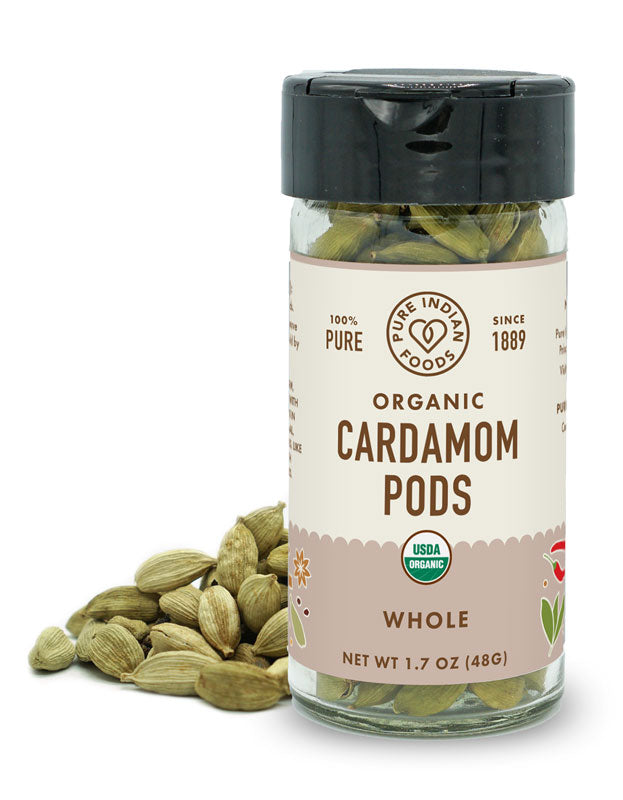 100%
PURE
PURE INDIAN
FOODS
SINCE
1889
ORGANIC
CARDAMOM
PODS
USDA
ORGANIC
WHOLE
NET WT 1.7 OZ (48G)